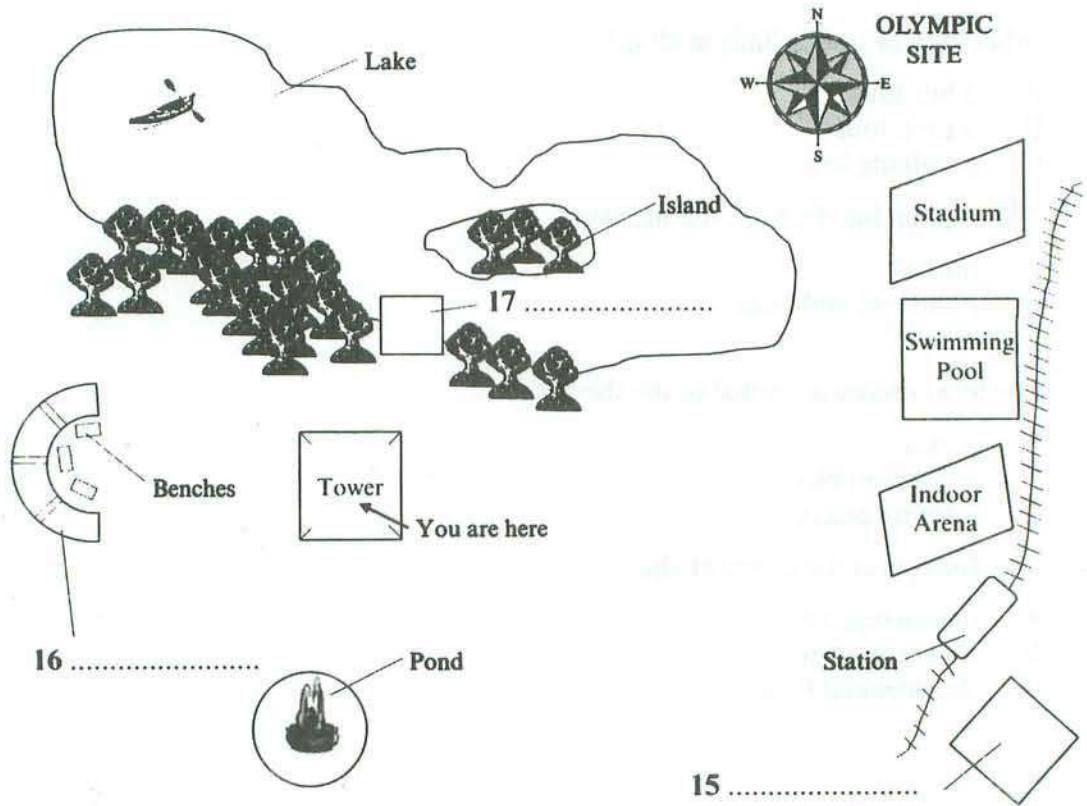 N
OLYMPIC
SITE
W
E
S
Lake
Stadium
Island
17 ....................
Swimming
Pool
Benches
Tower
You are here
Indoor
Arena
16 ....................
Pond
Station
15 ....................